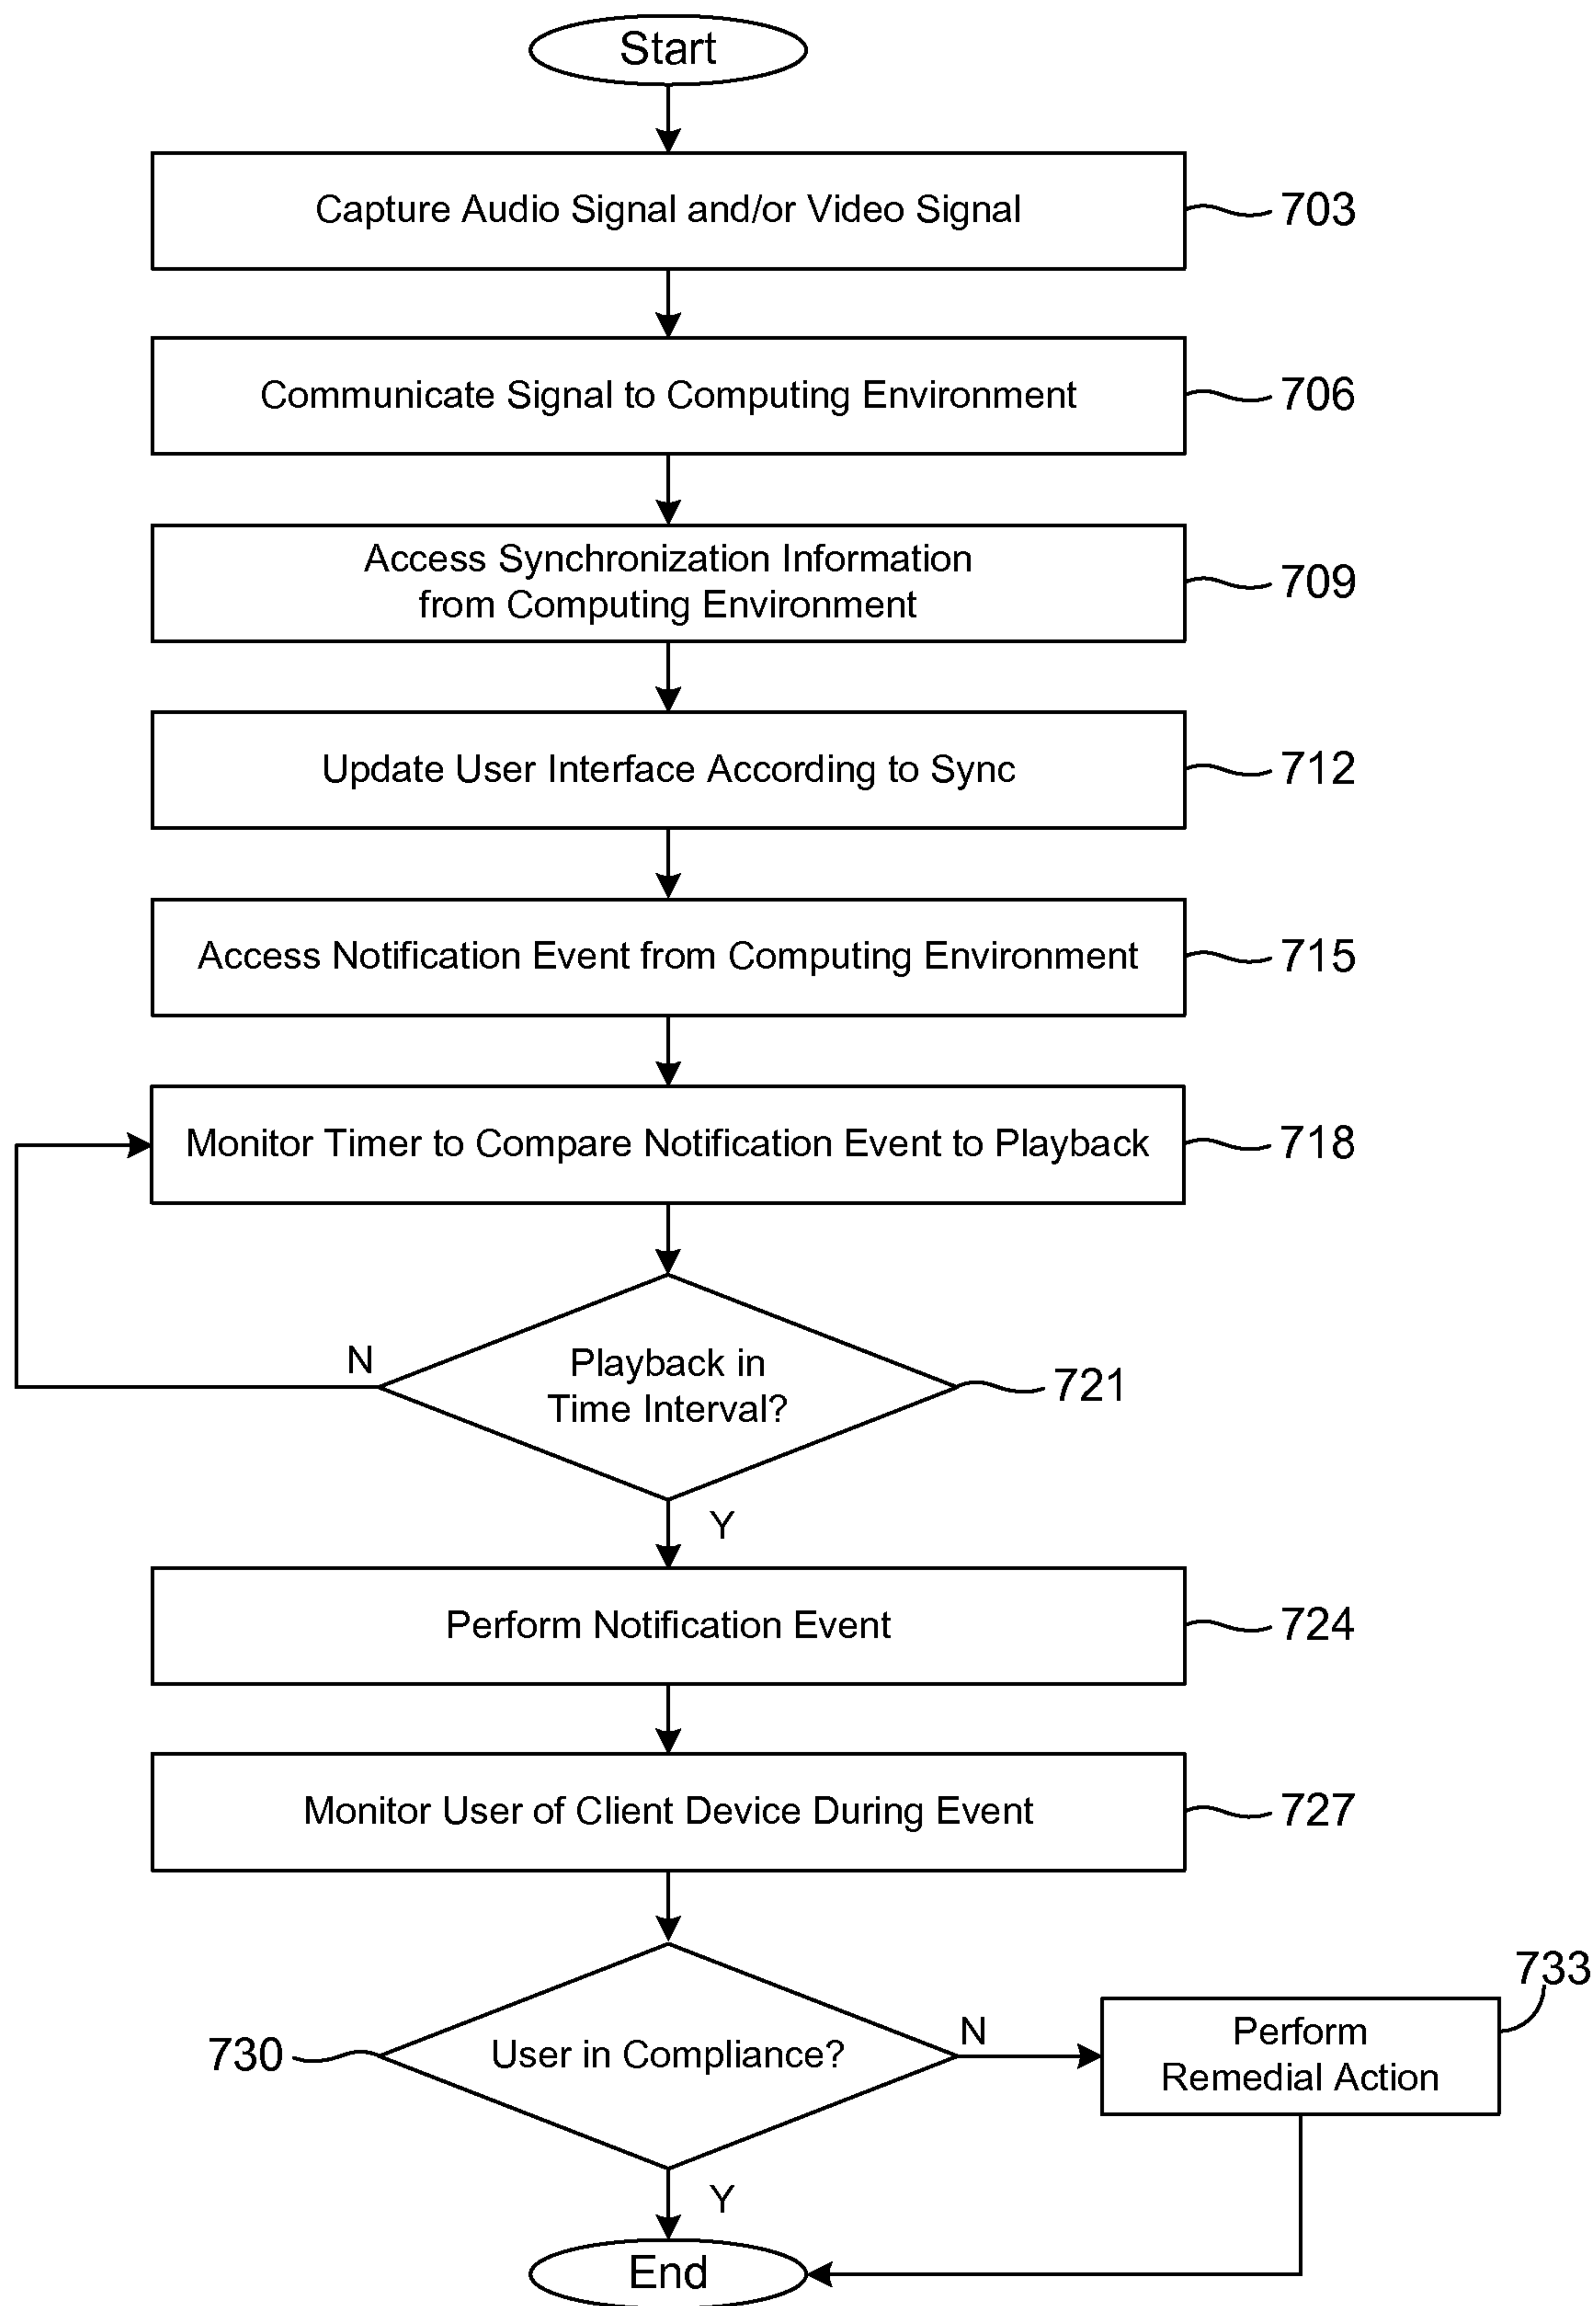 Start
Capture Audio Signal and/or Video Signal
703
Communicate Signal to Computing Environment
706
Access Synchronization Information
from Computing Environment
709
Update User Interface According to Sync
712
Access Notification Event from Computing Environment
715
Monitor Timer to Compare Notification Event to Playback
718
N
Playback in
Time Interval?
721
Y
Perform Notification Event
724
Monitor User of Client Device During Event
727
730
User in Compliance?
N
Perform
Remedial Action
733
Y
End